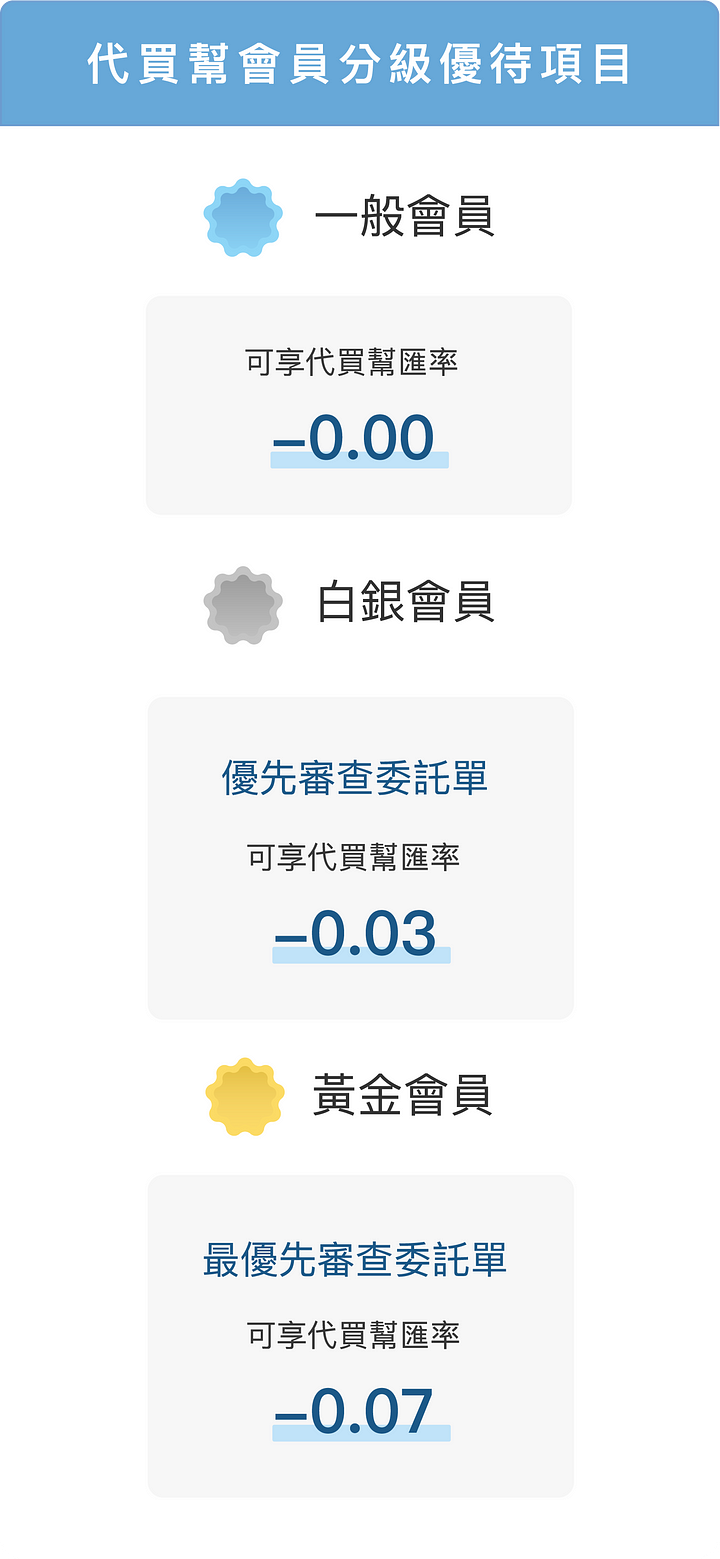 代買幫會員分級優待項目
一般會員
可享代買幫匯率
–0.00
白銀會員
優先審查委託單
可享代買幫匯率
–0.03
黃金會員
最優先審查委託單
可享代買幫匯率
–0.07